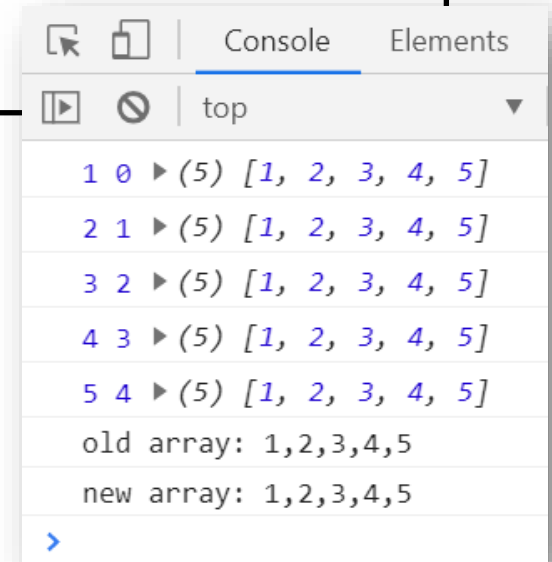 Console Elements
top
1 0 (5) [1, 2, 3, 4, 5]
2 1 (5) [1, 2, 3, 4, 5]
3 2 (5) [1, 2, 3, 4, 5]
4 3 (5) [1, 2, 3, 4, 5]
5 4 (5) [1, 2, 3, 4, 5]
old array: 1,2,3,4,5
new array: 1,2,3,4,5